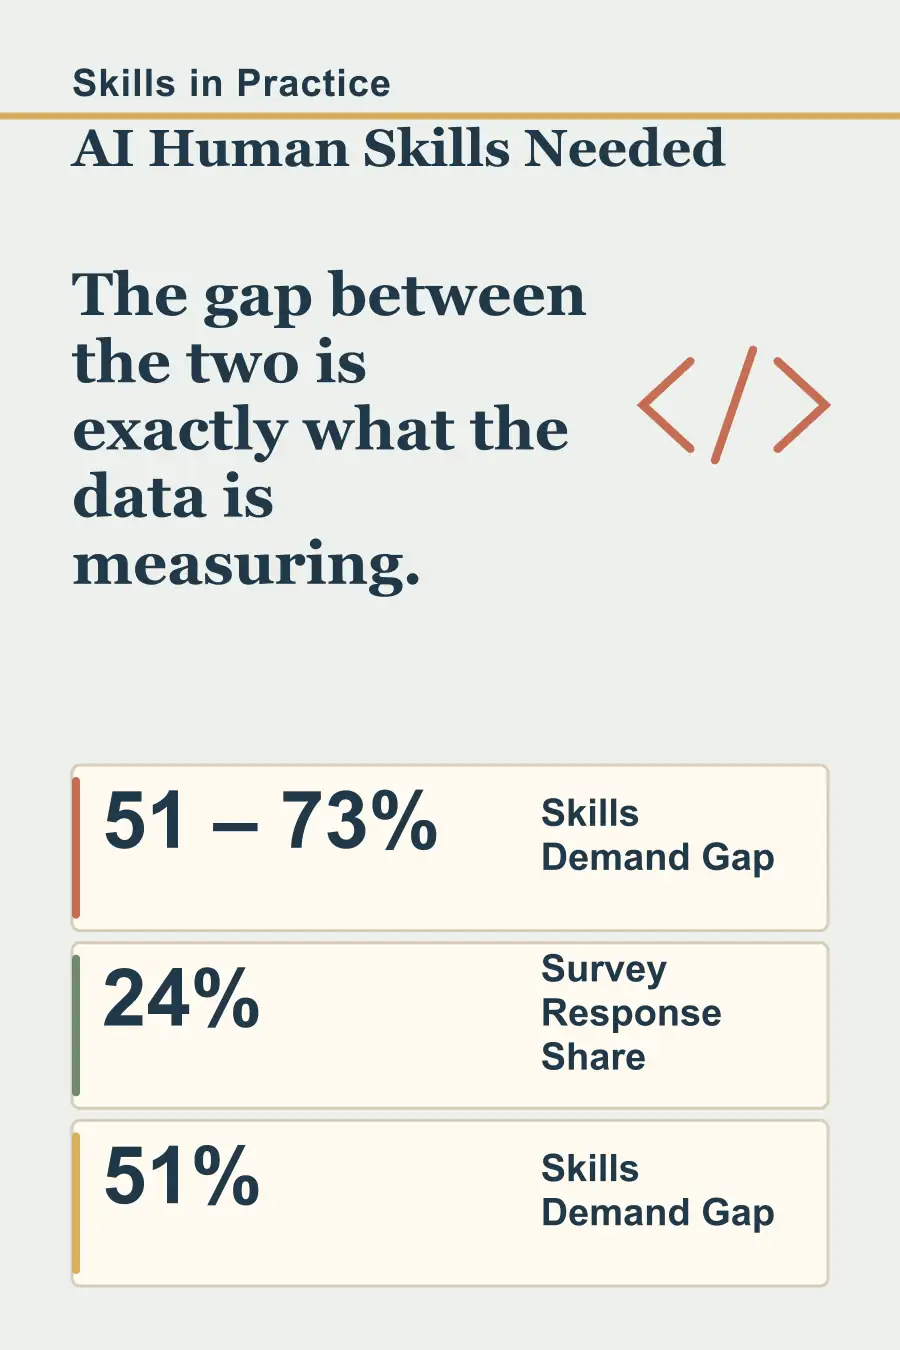 Skills in Practice
AI Human Skills Needed
The gap between
the two is
exactly what the
data is
measuring.
51 – 73%
Skills
Demand Gap
24%
Survey
Response
Share
51%
Skills
Demand Gap